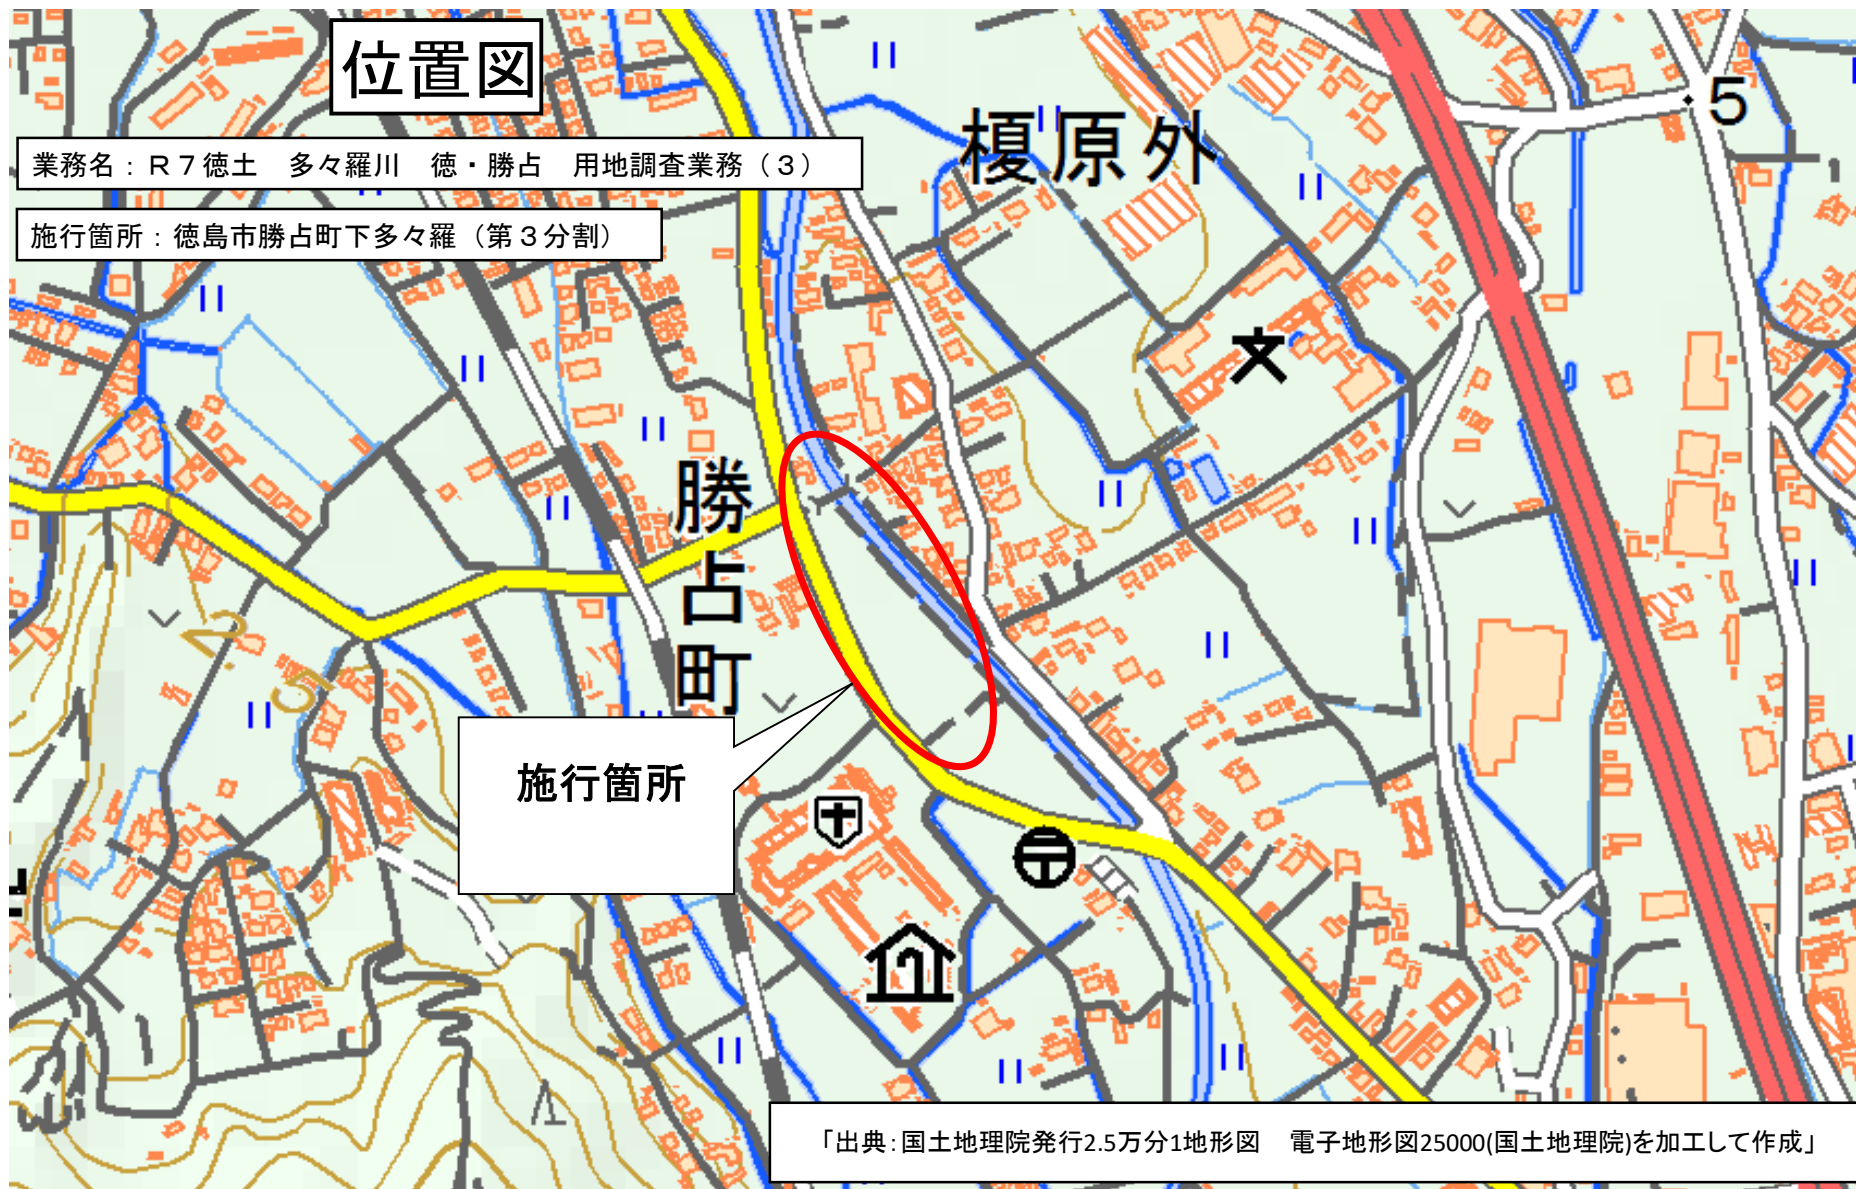 位置図
業務名：Ｒ７徳土　多々羅川　徳・勝占　用地調査業務（３）
施行箇所：徳島市勝占町下多々羅（第３分割）
榎原外
5
勝占町
2.5
施行箇所
「出典：国土地理院発行2.5万分1地形図　電子地形図25000(国土地理院)を加工して作成」